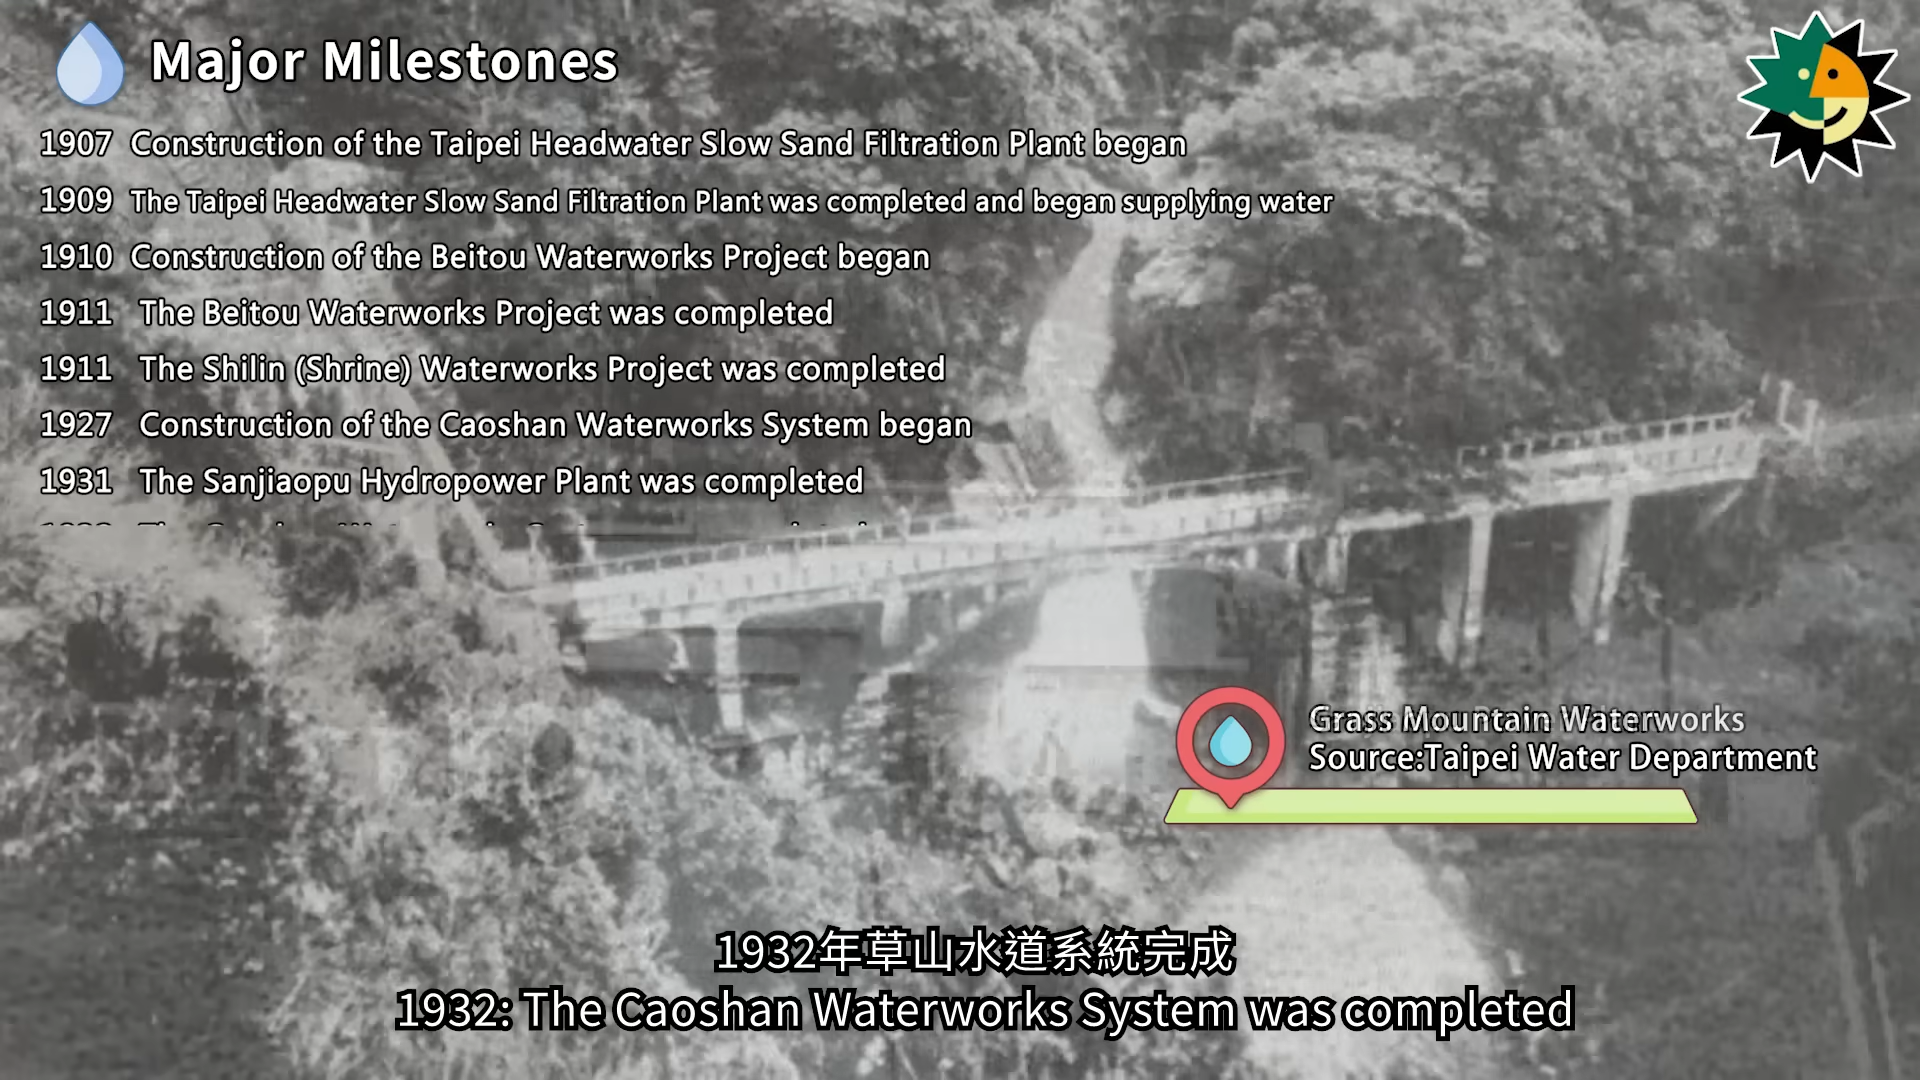 Major Milestones
1907 Construction of the Taipei Headwater Slow Sand Filtration Plant began
1909 The Taipei Headwater Slow Sand Filtration Plant was completed and began supplying water
1910 Construction of the Beitou Waterworks Project began
1911 The Beitou Waterworks Project was completed
1911 The Shilin (Shrine) Waterworks Project was completed
1927 Construction of the Caoshan Waterworks System began
1931 The Sanjiaopu Hydropower Plant was completed
Grass Mountain Waterworks
Source:Taipei Water Department
1932年草山水道系統完成
1932: The Caoshan Waterworks System was completed